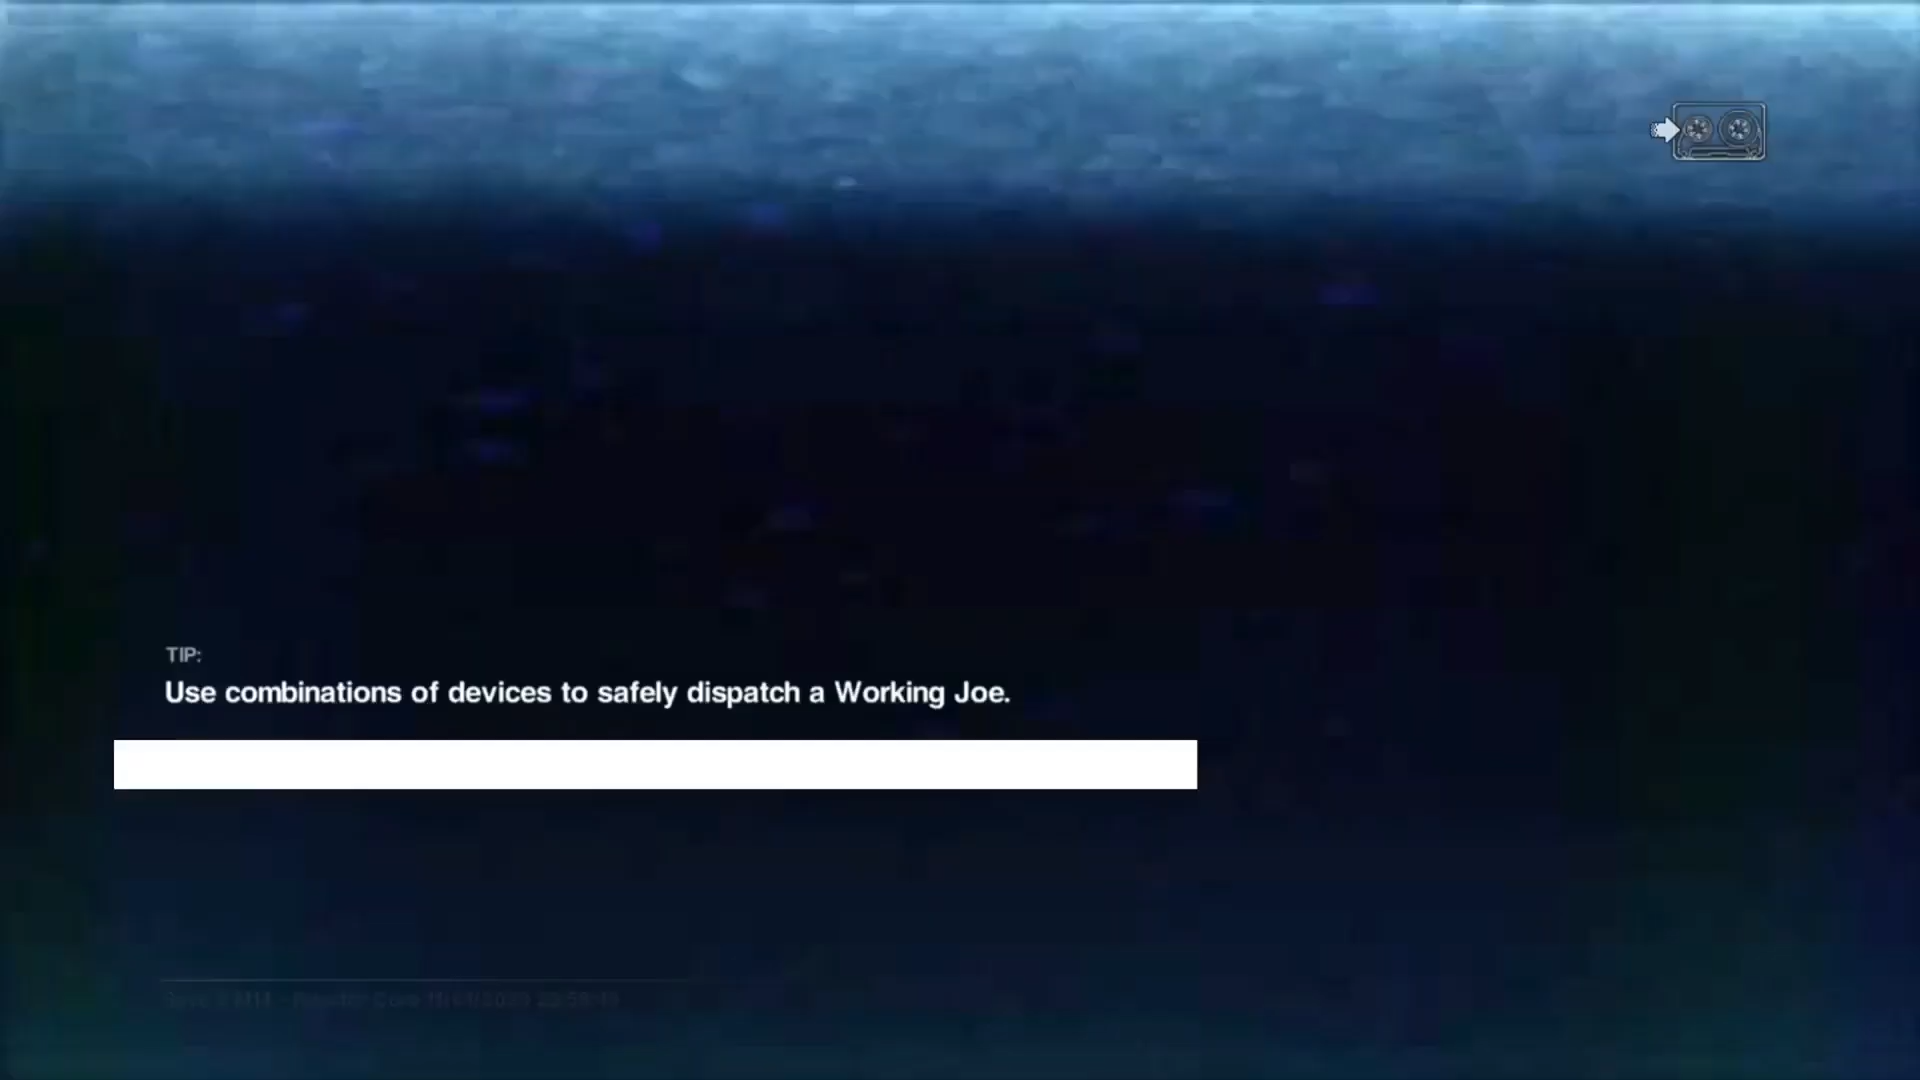 TIP:
Use combinations of devices to safely dispatch a Working Joe.